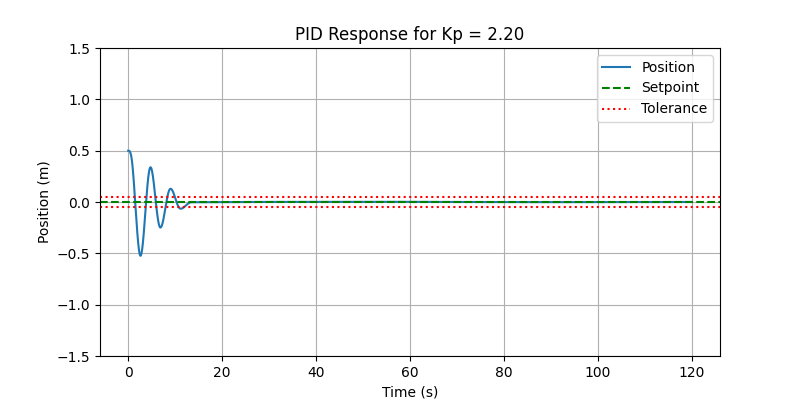 PID Response for Kp = 2.20
1.5
1.0
0.5
0.0
−0.5
−1.0
−1.5
Position (m)
Position
Setpoint
Tolerance
0
20
40
60
80
100
120
Time (s)